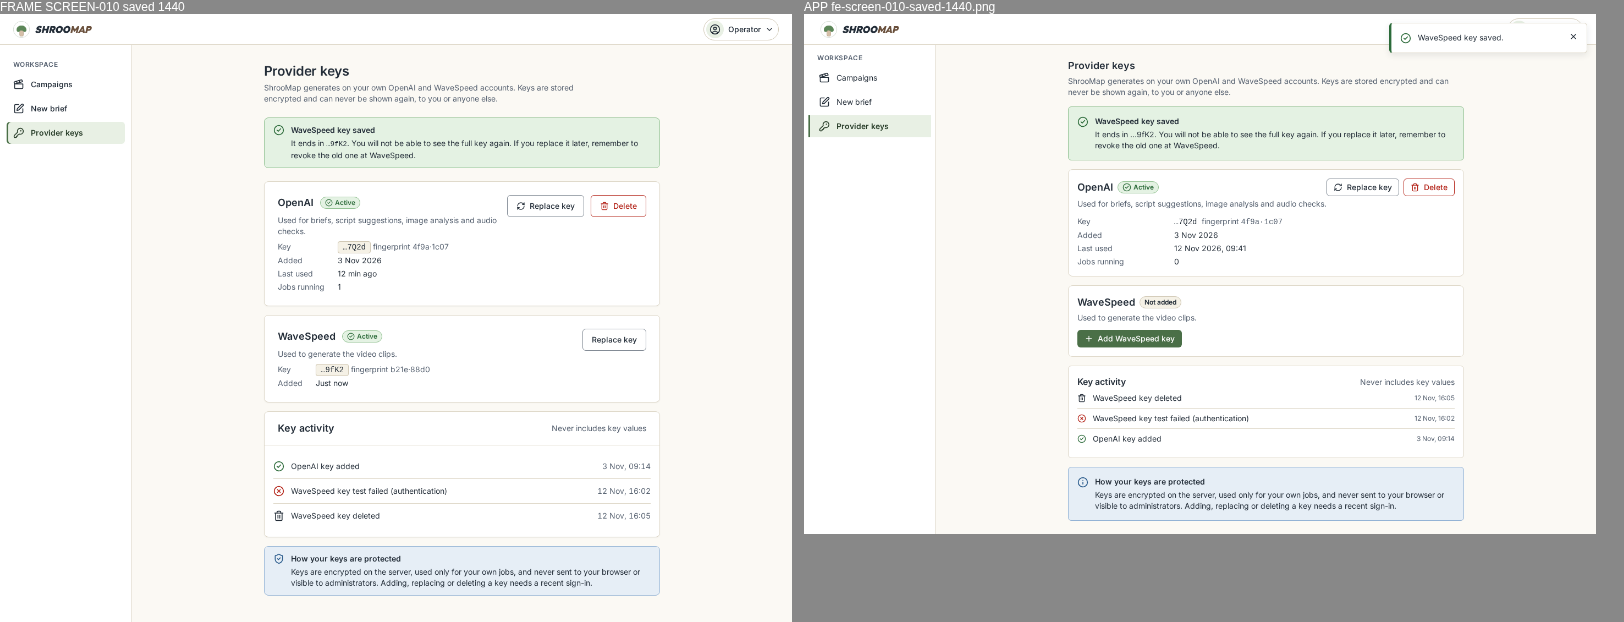 FRAME SCREEN-010 saved 1440
SHROOMAP
Operator
WORKSPACE
Campaigns
New brief
Provider keys
Provider keys
ShrooMap generates on your own OpenAI and WaveSpeed accounts. Keys are stored
encrypted and can never be shown again, to you or anyone else.
WaveSpeed key saved
It ends in …9fK2. You will not be able to see the full key again. If you replace it later, remember to
revoke the old one at WaveSpeed.
OpenAI Active
Replace key Delete
Used for briefs, script suggestions, image analysis and audio
checks.
Key …7Q2d fingerprint 4f9a·1c07
Added 3 Nov 2026
Last used 12 min ago
Jobs running 1
WaveSpeed Active
Replace key
Used to generate the video clips.
Key …9fK2 fingerprint b21e·88d0
Added Just now
Key activity Never includes key values
OpenAI key added 3 Nov, 09:14
WaveSpeed key test failed (authentication) 12 Nov, 16:02
WaveSpeed key deleted 12 Nov, 16:05
How your keys are protected
Keys are encrypted on the server, used only for your own jobs, and never sent to your browser or
visible to administrators. Adding, replacing or deleting a key needs a recent sign-in.
APP fe-screen-010-saved-1440.png
SHROOMAP
WaveSpeed key saved.
WORKSPACE
Campaigns
New brief
Provider keys
Provider keys
ShrooMap generates on your own OpenAI and WaveSpeed accounts. Keys are stored encrypted and can
never be shown again, to you or anyone else.
WaveSpeed key saved
It ends in …9fK2. You will not be able to see the full key again. If you replace it later, remember to
revoke the old one at WaveSpeed.
OpenAI Active
Replace key Delete
Used for briefs, script suggestions, image analysis and audio checks.
Key …7Q2d fingerprint 4f9a·1c07
Added 3 Nov 2026
Last used 12 Nov 2026, 09:41
Jobs running 0
WaveSpeed Not added
Used to generate the video clips.
Add WaveSpeed key
Key activity Never includes key values
WaveSpeed key deleted 12 Nov, 16:05
WaveSpeed key test failed (authentication) 12 Nov, 16:02
OpenAI key added 3 Nov, 09:14
How your keys are protected
Keys are encrypted on the server, used only for your own jobs, and never sent to your browser or
visible to administrators. Adding, replacing or deleting a key needs a recent sign-in.